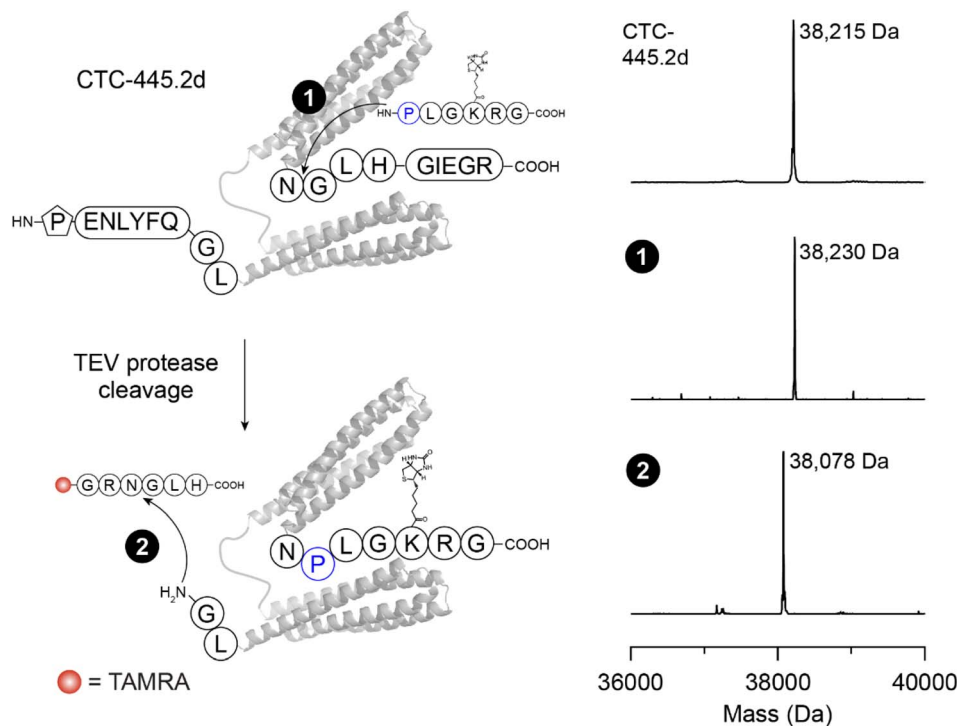 CTC-445.2d
1
HN P L G K R G COOH
N G L H GIEGR COOH
HN P ENLYFQ G L
TEV protease
cleavage
G R N G L H COOH
2
H₂N G L
N P L G K R G COOH
= TAMRA
CTC-
445.2d
38,215 Da
1
38,230 Da
2
38,078 Da
36000 38000 40000
Mass (Da)